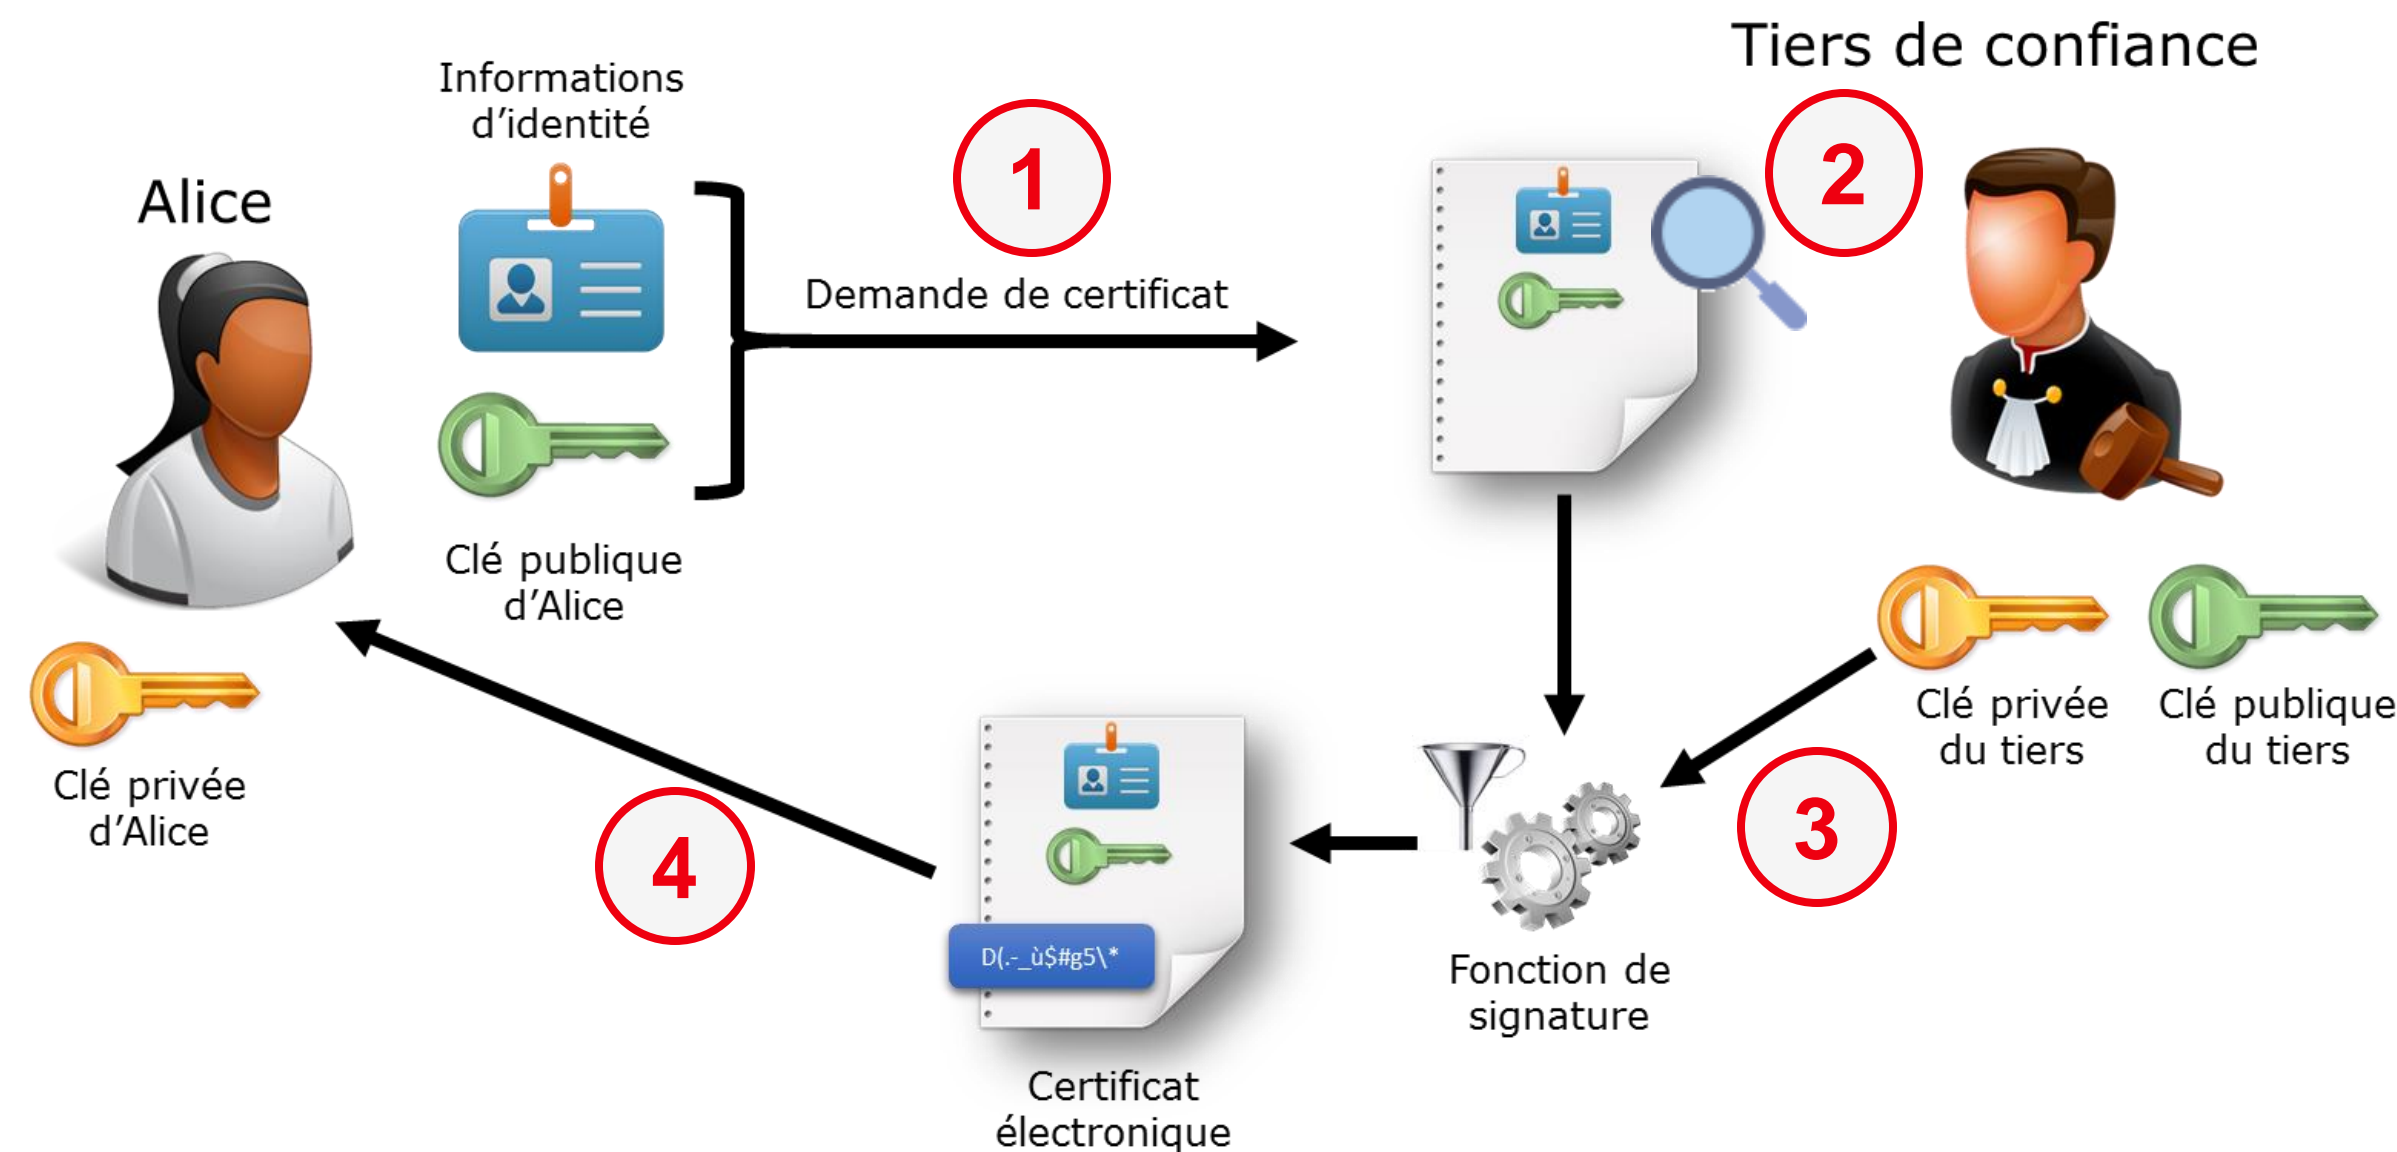 Tiers de confiance
Informations
d’identité
1
2
Alice
Demande de certificat
Clé publique
d’Alice
Clé privée
d’Alice
Clé privée
du tiers
Clé publique
du tiers
3
4
D(.-_ù$#g5\*
Fonction de
signature
Certificat
électronique